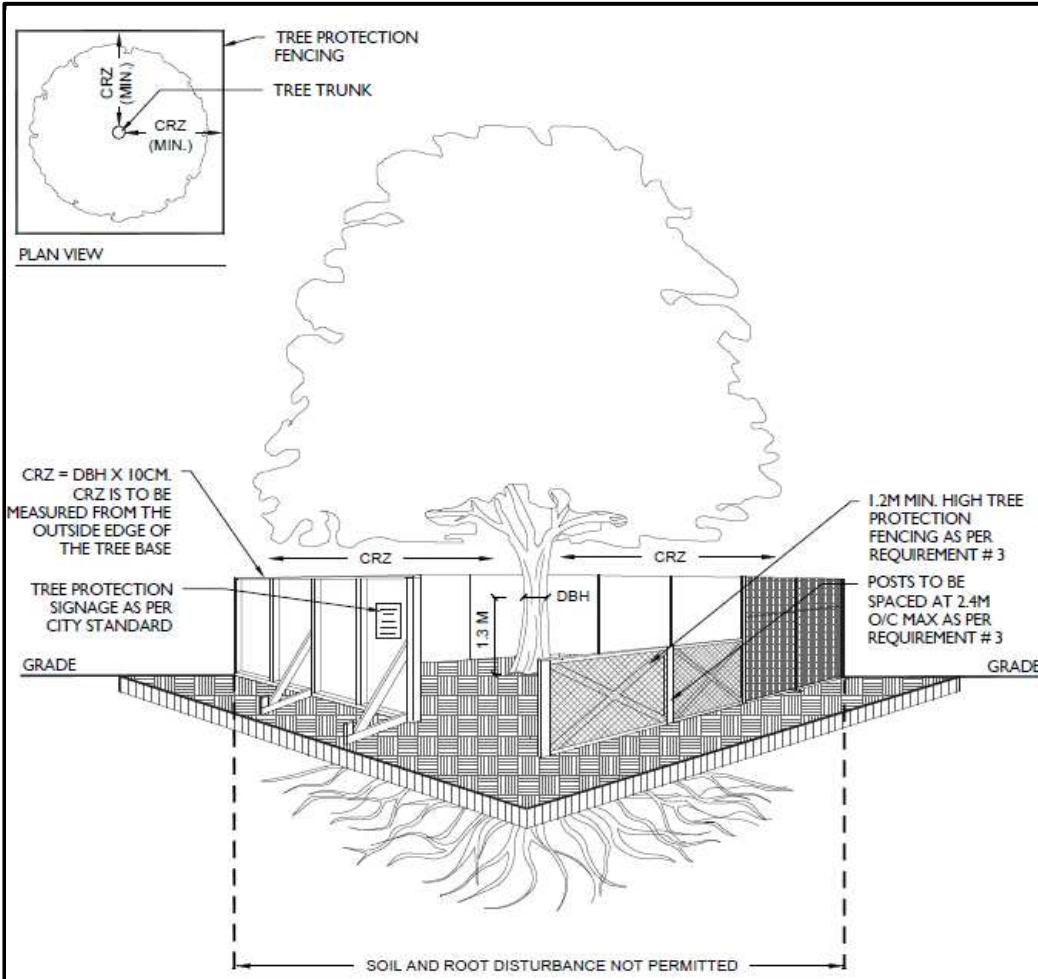 TREE PROTECTION
FENCING
TREE TRUNK
CRZ
(MIN.)
CRZ
(MIN.)
PLAN VIEW
CRZ = DBH X 10CM.
CRZ IS TO BE
MEASURED FROM THE
OUTSIDE EDGE OF
THE TREE BASE
TREE PROTECTION
SIGNAGE AS PER
CITY STANDARD
GRADE
CRZ
CRZ
DBH
1.3 M
1.2M MIN. HIGH TREE
PROTECTION
FENCING AS PER
REQUIREMENT # 3
POSTS TO BE
SPACED AT 2.4M
O/C MAX AS PER
REQUIREMENT # 3
GRADE
SOIL AND ROOT DISTURBANCE NOT PERMITTED